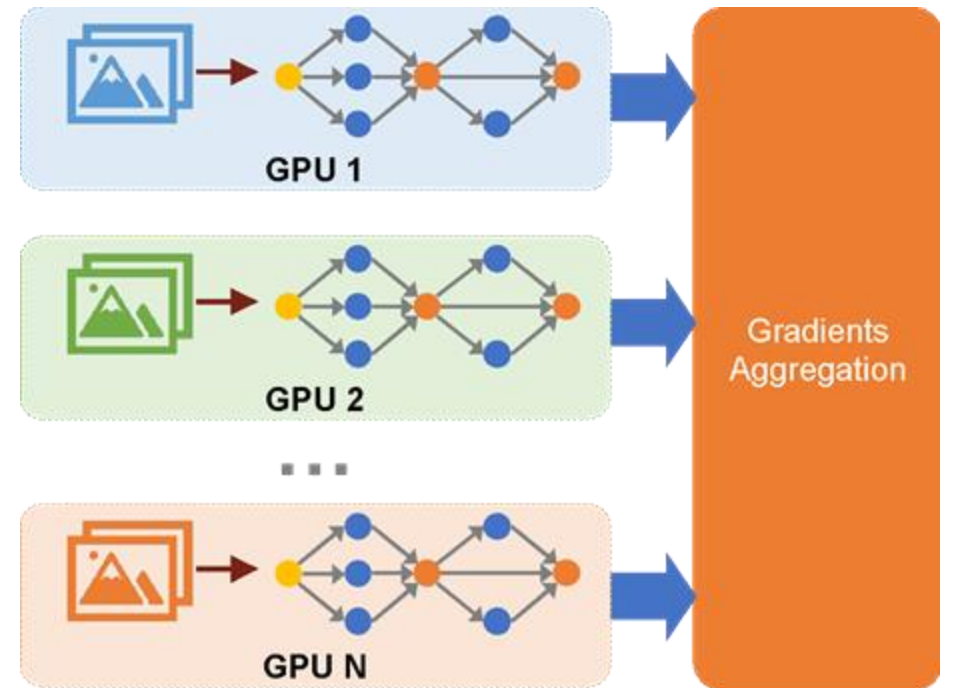 GPU 1
GPU 2
...
GPU N
Gradients
Aggregation